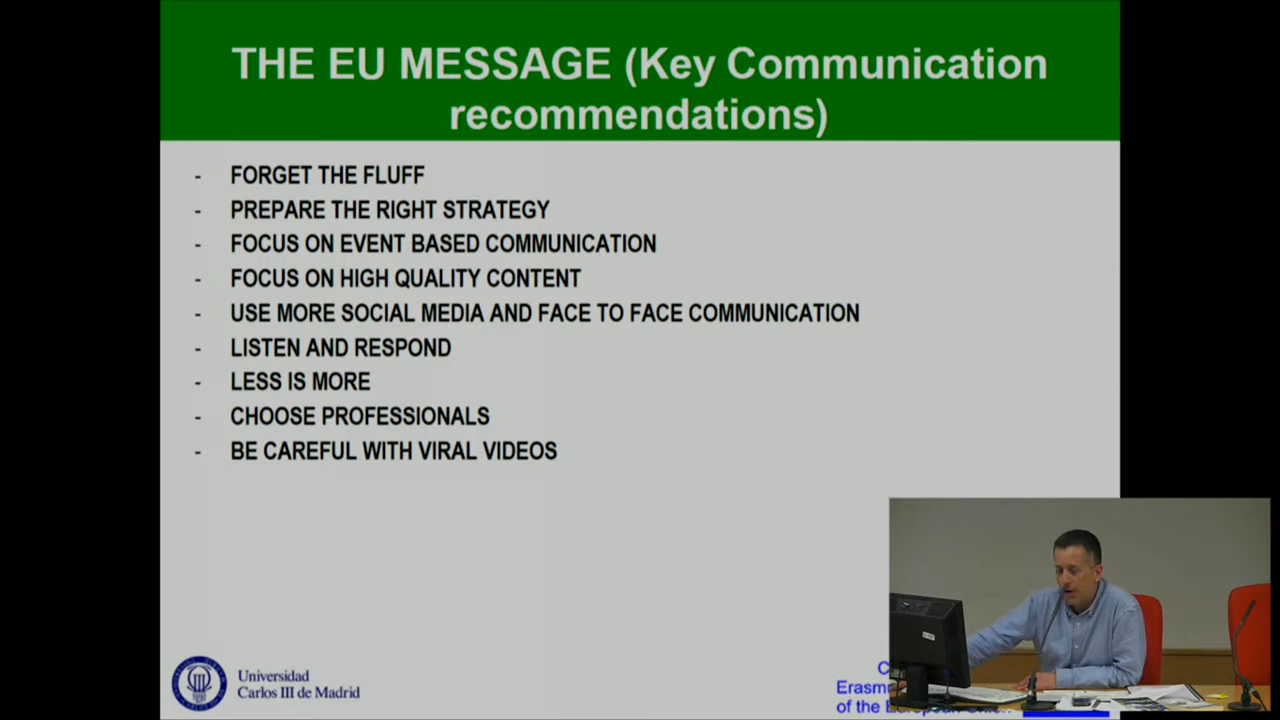 THE EU MESSAGE (Key Communication
recommendations)
- FORGET THE FLUFF
- PREPARE THE RIGHT STRATEGY
- FOCUS ON EVENT BASED COMMUNICATION
- FOCUS ON HIGH QUALITY CONTENT
- USE MORE SOCIAL MEDIA AND FACE TO FACE COMMUNICATION
- LISTEN AND RESPOND
- LESS IS MORE
- CHOOSE PROFESSIONALS
- BE CAREFUL WITH VIRAL VIDEOS
Universidad
Carlos III de Madrid
of the